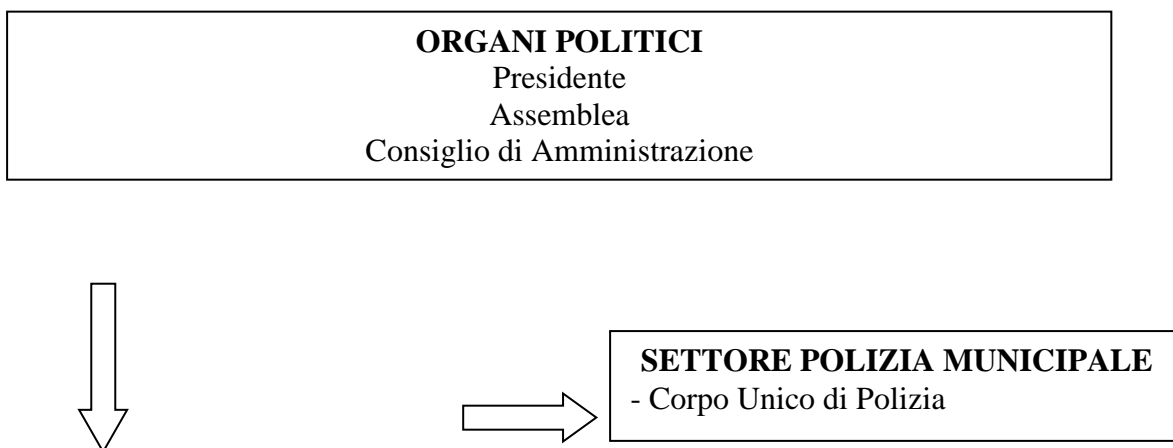 ORGANI POLITICI
Presidente
Assemblea
Consiglio di Amministrazione
SETTORE POLIZIA MUNICIPALE
- Corpo Unico di Polizia